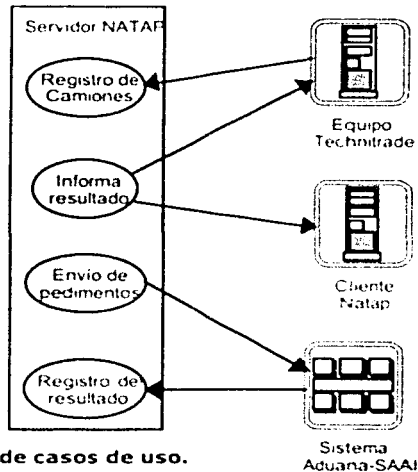 Servidor NATAP
Registro de
Camiones
Equipo
Technitrade
Informa
resultado
Cliente
Natap
Envío de
pedimentos
Registro de
resultado
Sistema
Aduana-SAAI
de casos de uso.